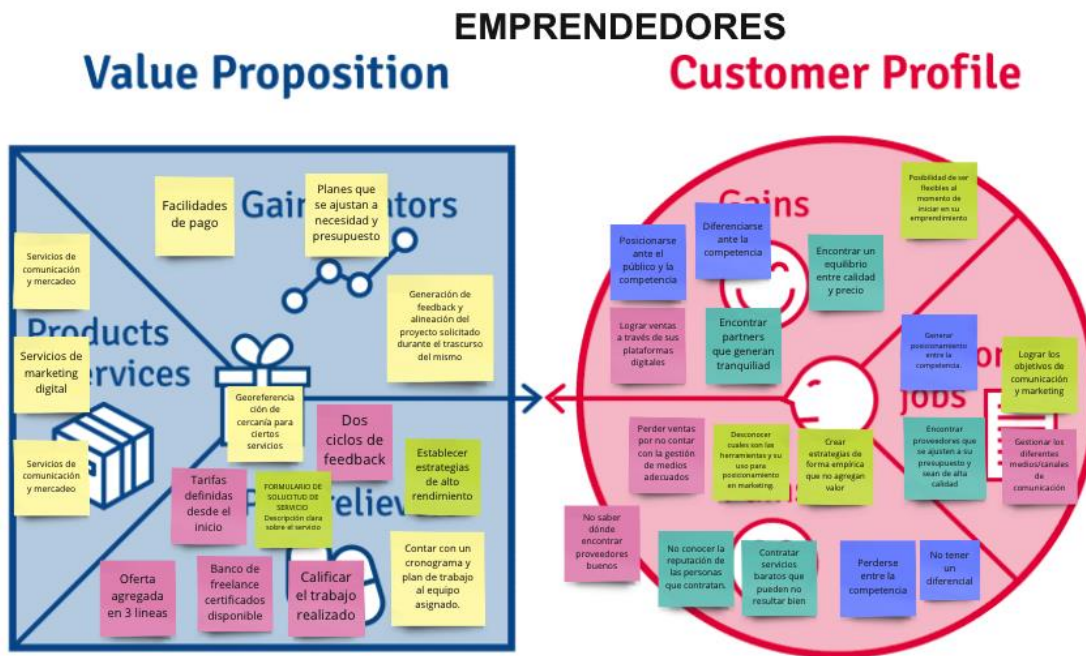 EMPRENDEDORES
Value Proposition
Customer Profile
Gain
ators
Facilidades
de pago
Planes que
se ajustan a
necesidad y
presupuesto
Generación de
feedback y
alineación del
proyecto solicitado
durante el trascurso
del mismo
Servicios de
comunicación
y mercadeo
Products
ervices
Servicios de
marketing
digital
Servicios de
comunicación
y mercadeo
Georeferencia
ción de
cercanía para
ciertos
servicios
Dos
ciclos de
feedback
Establecer
estrategias
de alto
rendimiento
Tarifas
definidas
desde el
inicio
FORMULARIO DE
SOLUCITUD DE
SERVICIO
Descripción clara
sobre el servicio
P
relieve
Oferta
agregada
en 3 lineas
Banco de
freelance
certificados
disponible
Calificar
el trabajo
realizado
Contar con un
cronograma y
plan de trabajo
al equipo
asignado.
Gains
Posibilidad de ser
flexibles al
momento de
iniciar en su
emprendimiento
Posicionarse
ante el
público y la
competencia
Diferenciarse
ante la
competencia
Encontrar un
equilibrio
entre calidad
y precio
Lograr ventas
a través de sus
plataformas
digitales
Encontrar
partners
que generan
tranquiliad
Generar
posicionamiento
entre la
competencia.
Lograr los
objetivos de
comunicación
y marketing
jobs
Encontrar
proveedores que
se ajusten a su
presupuesto y
sean de alta
calidad
Gestionar los
diferentes
medios/canales
de
comunicación
Perder ventas
por no contar
con la gestión
de medios
adecuados
Desconocer
cuales son las
herramientas y su
uso para
posicionamiento
en marketing.
Crear
estrategias de
forma empírica
que no agregan
valor
No saber
dónde
encontrar
proveedores
buenos
No conocer la
reputación de
las personas
que contratan.
Contratar
servicios
baratos que
pueden no
resultar bien
Perderse
entre la
competencia
No tener
un
diferencial